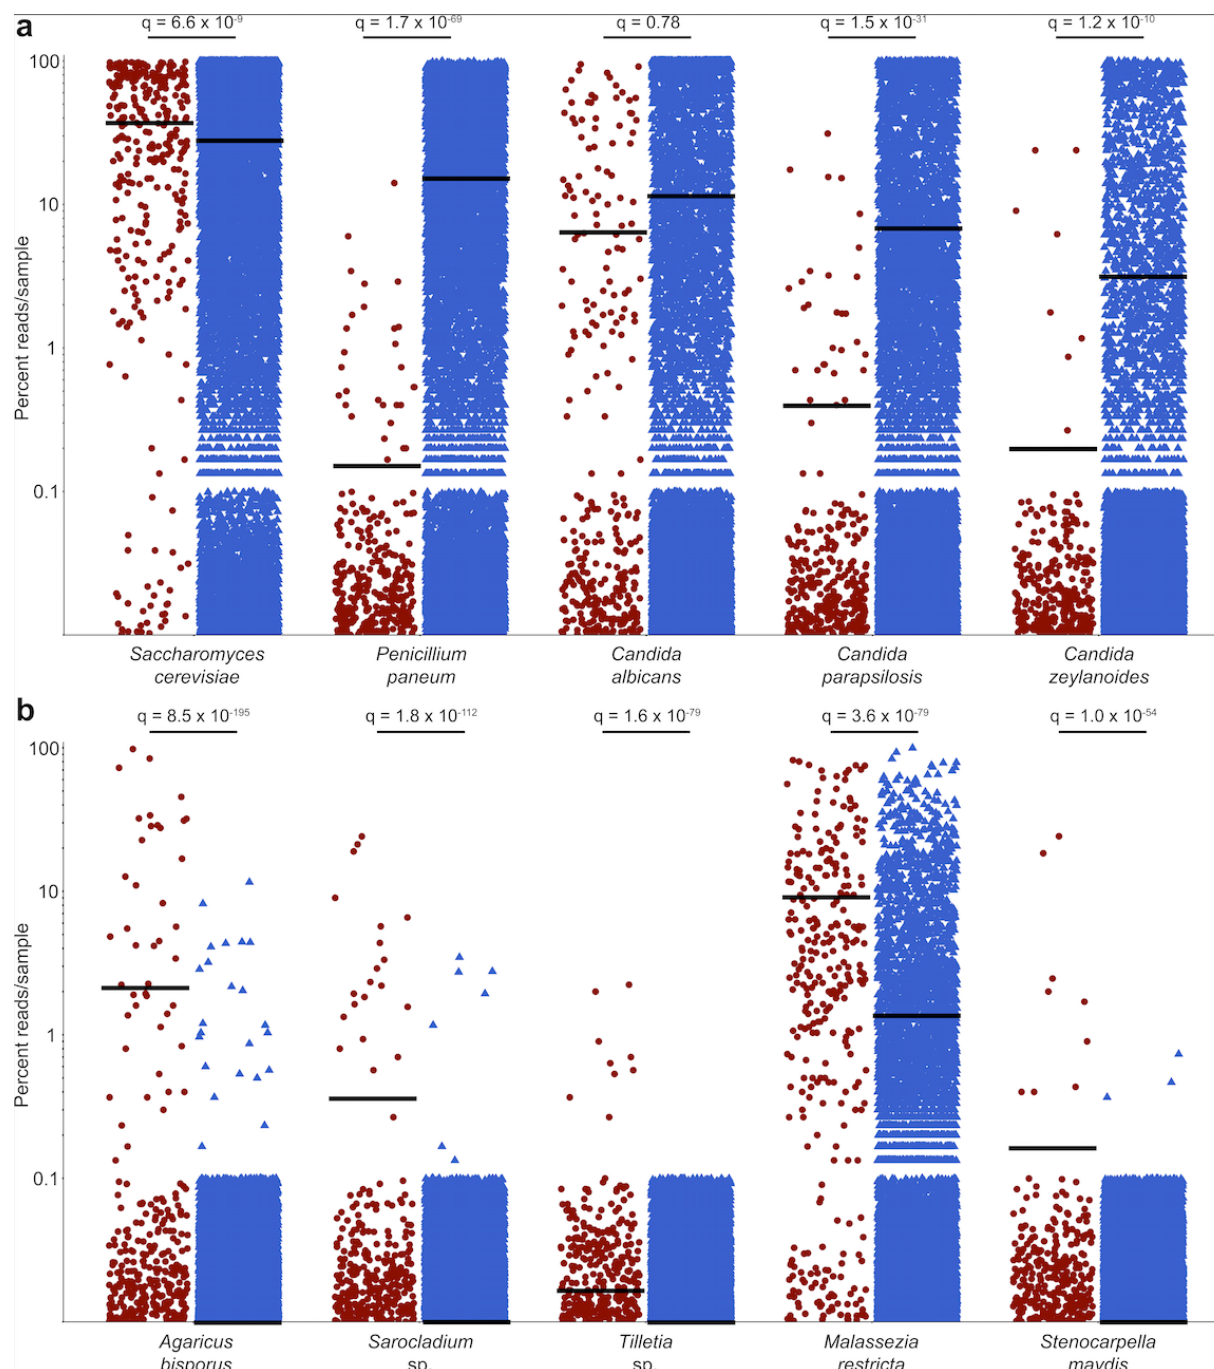 a
q = 6.6 x 10⁻⁹ q = 1.7 x 10⁻⁶⁹ q = 0.78 q = 1.5 x 10⁻³¹ q = 1.2 x 10⁻¹⁰
100
10
1
0.1
Percent reads/sample
Saccharomyces Penicillium Candida Candida Candida
cerevisiae paneum albicans parapsilosis zeylanoides
b
q = 8.5 x 10⁻¹⁹⁵ q = 1.8 x 10⁻¹¹² q = 1.6 x 10⁻⁷⁹ q = 3.6 x 10⁻⁷⁹ q = 1.0 x 10⁻⁵⁴
100
10
1
0.1
Percent reads/sample
Agaricus Sarocladium Tilletia Malassezia Stenocarpella
bisporus sp. sp. restricta maydis